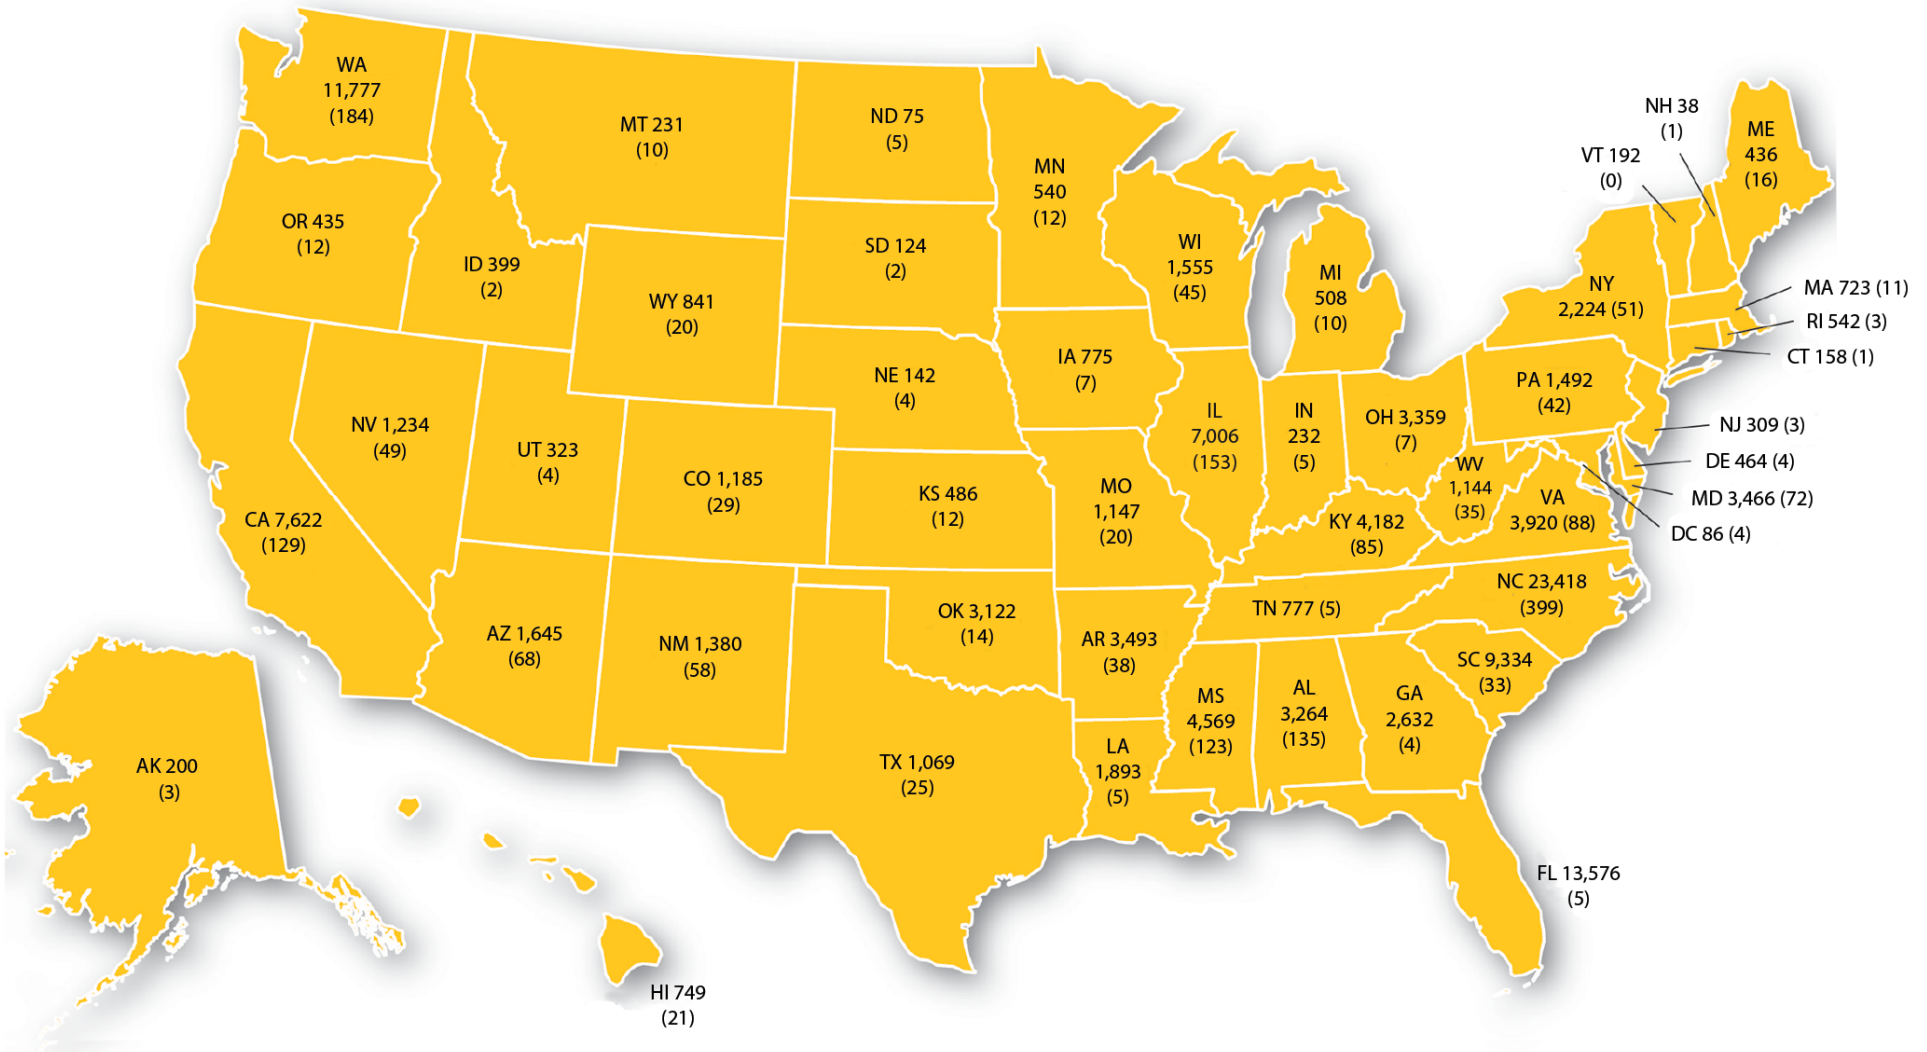 WA
11,777
(184)
OR 435
(12)
CA 7,622
(129)
ID 399
(2)
NV 1,234
(49)
MT 231
(10)
WY 841
(20)
UT 323
(4)
CO 1,185
(29)
AZ 1,645
(68)
NM 1,380
(58)
ND 75
(5)
SD 124
(2)
NE 142
(4)
KS 486
(12)
OK 3,122
(14)
TX 1,069
(25)
MN
540
(12)
IA 775
(7)
MO
1,147
(20)
AR 3,493
(38)
LA
1,893
(5)
WI
1,555
(45)
IL
7,006
(153)
MI
508
(10)
IN
232
(5)
OH 3,359
(7)
KY 4,182
(85)
TN 777 (5)
MS
4,569
(123)
AL
3,264
(135)
GA
2,632
(4)
FL 13,576
(5)
SC 9,334
(33)
NC 23,418
(399)
VA
3,920 (88)
WV
1,144
(35)
PA 1,492
(42)
NY
2,224 (51)
VT 192
(0)
NH 38
(1)
ME
436
(16)
MA 723 (11)
RI 542 (3)
CT 158 (1)
NJ 309 (3)
DE 464 (4)
MD 3,466 (72)
DC 86 (4)
AK 200
(3)
HI 749
(21)